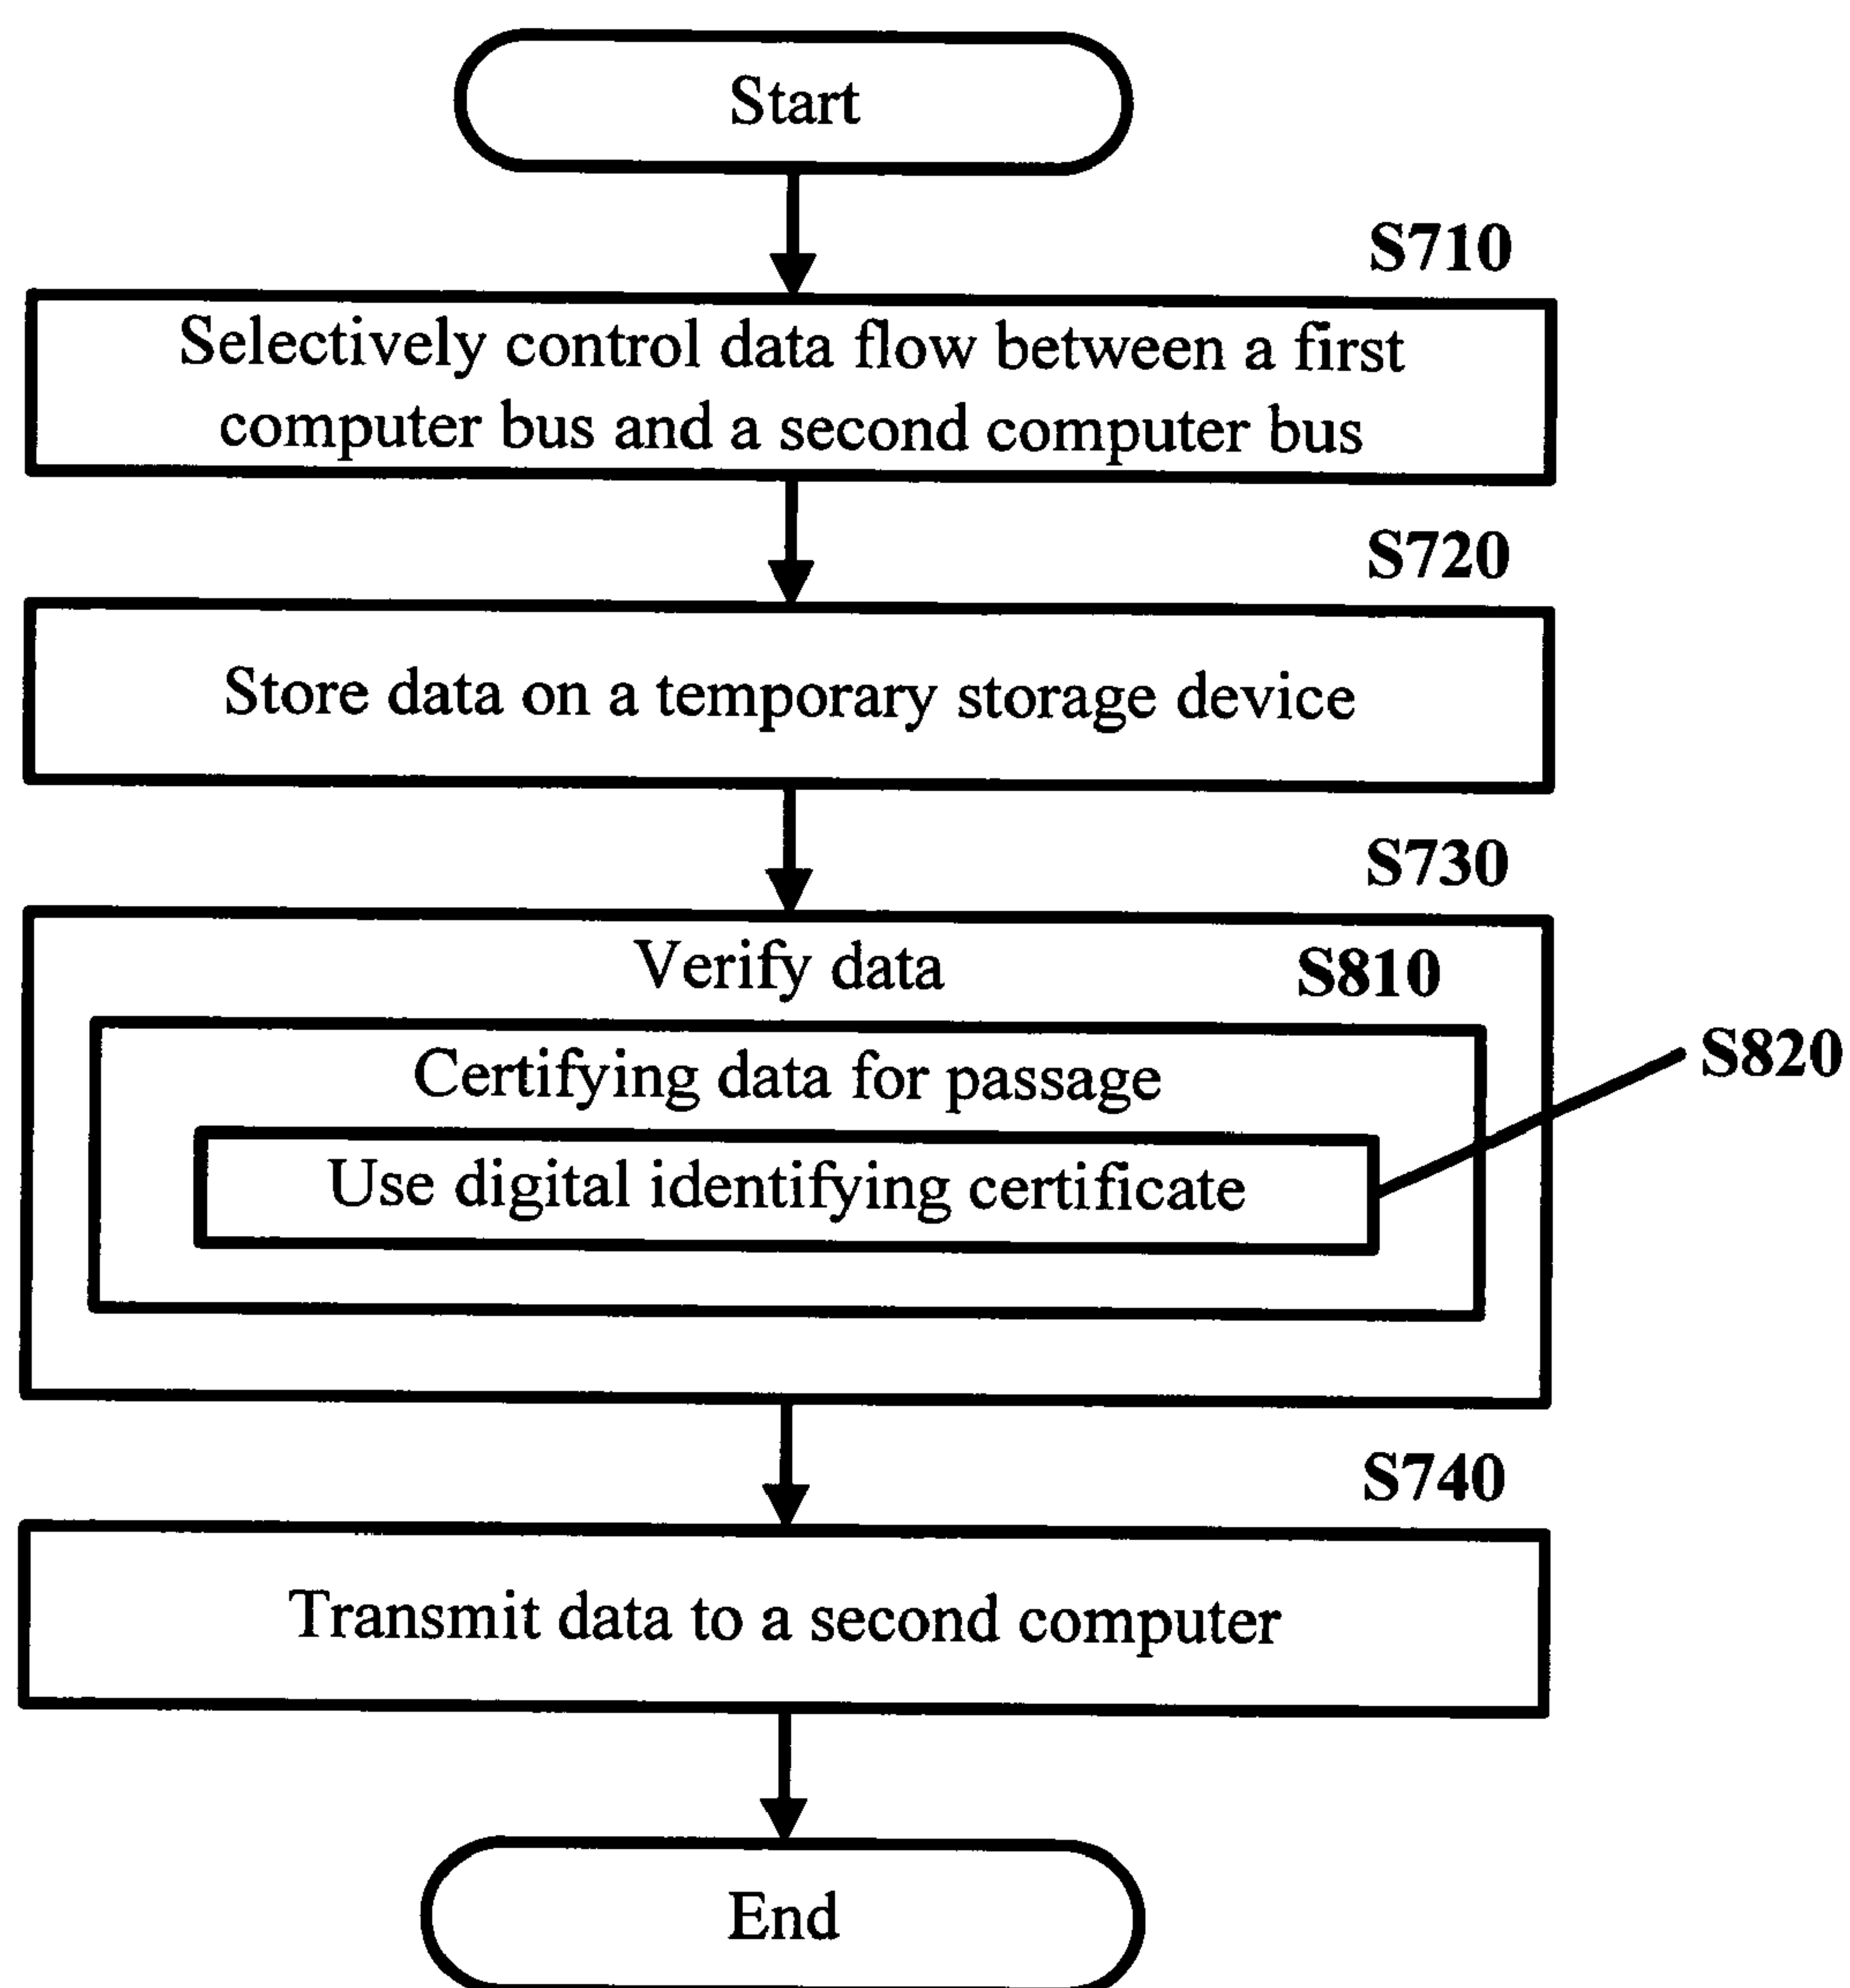 Start
S710
Selectively control data flow between a first
computer bus and a second computer bus
S720
Store data on a temporary storage device
S730
Verify data
S810
Certifying data for passage
S820
Use digital identifying certificate
S740
Transmit data to a second computer
End